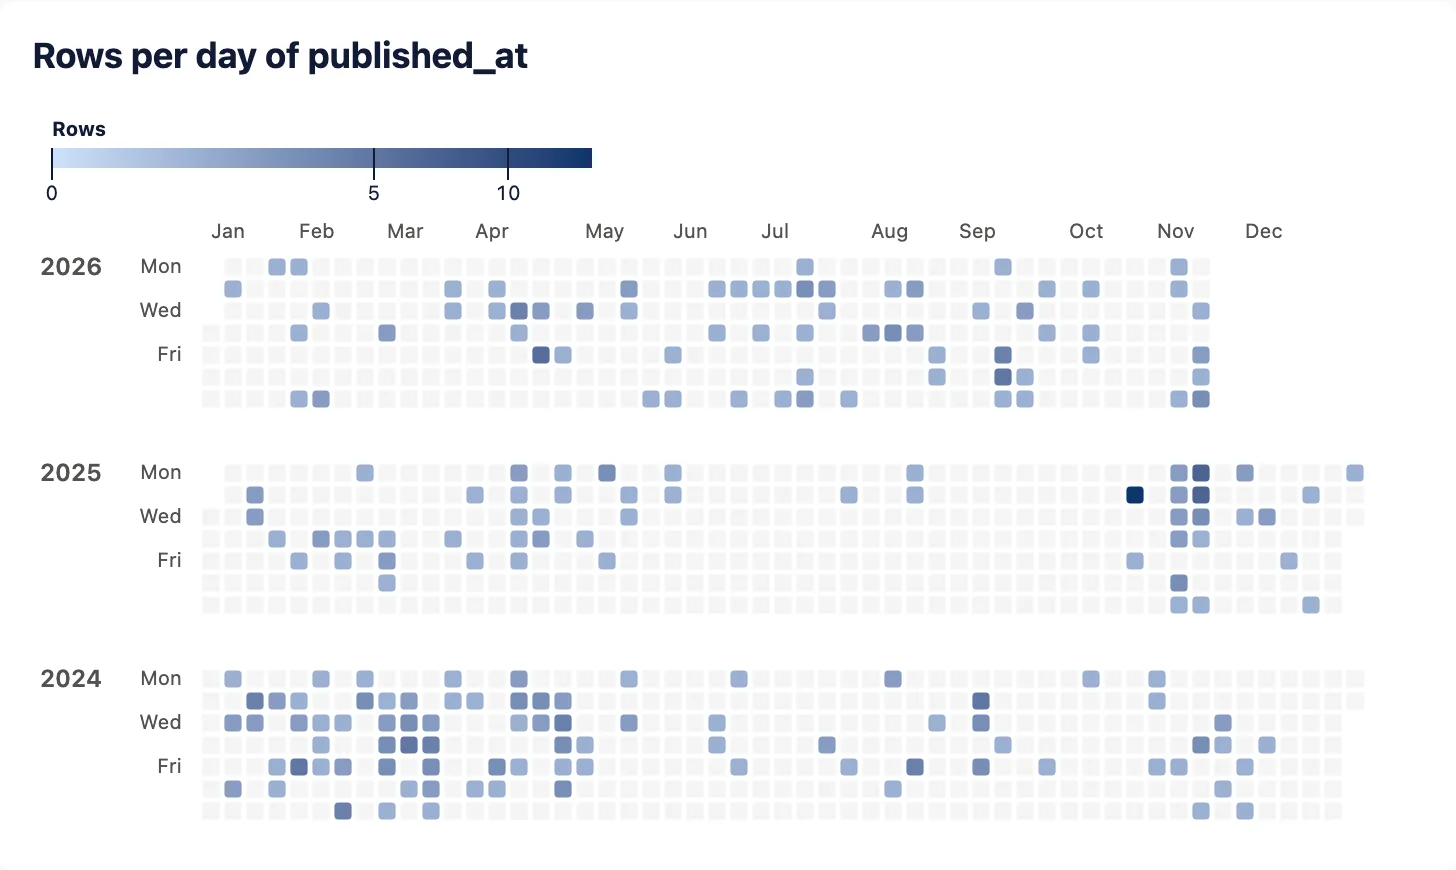 Rows per day of published_at
Rows
0 5 10
Jan Feb Mar Apr May Jun Jul Aug Sep Oct Nov Dec
2026 Mon
Wed
Fri
2025 Mon
Wed
Fri
2024 Mon
Wed
Fri